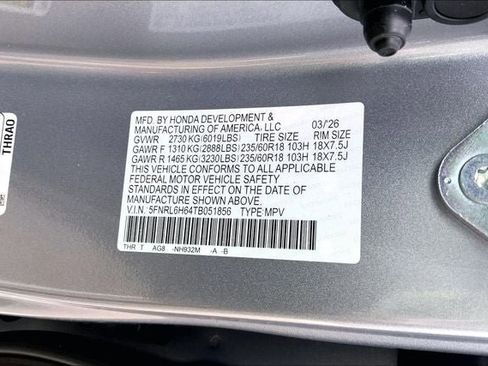 MFD. BY HONDA DEVELOPMENT &
MANUFACTURING OF AMERICA, LLC 03/'26
GVWR 2730 KG (6019LBS) TIRE SIZE RIM SIZE
GAWR F 1310 KG (2888LBS) 235/60R18 103H 18X7.5J
GAWR R 1465 KG (3230LBS) 235/60R18 103H 18X7.5J
THIS VEHICLE CONFORMS TO ALL APPLICABLE
FEDERAL MOTOR VEHICLE SAFETY
STANDARDS IN EFFECT ON THE DATE OF
MANUFACTURE SHOWN ABOVE.
V.I.N. 5FNRL6H64TB051856 TYPE:MPV
THR T AG8 -NH932M -A -B
THRA0